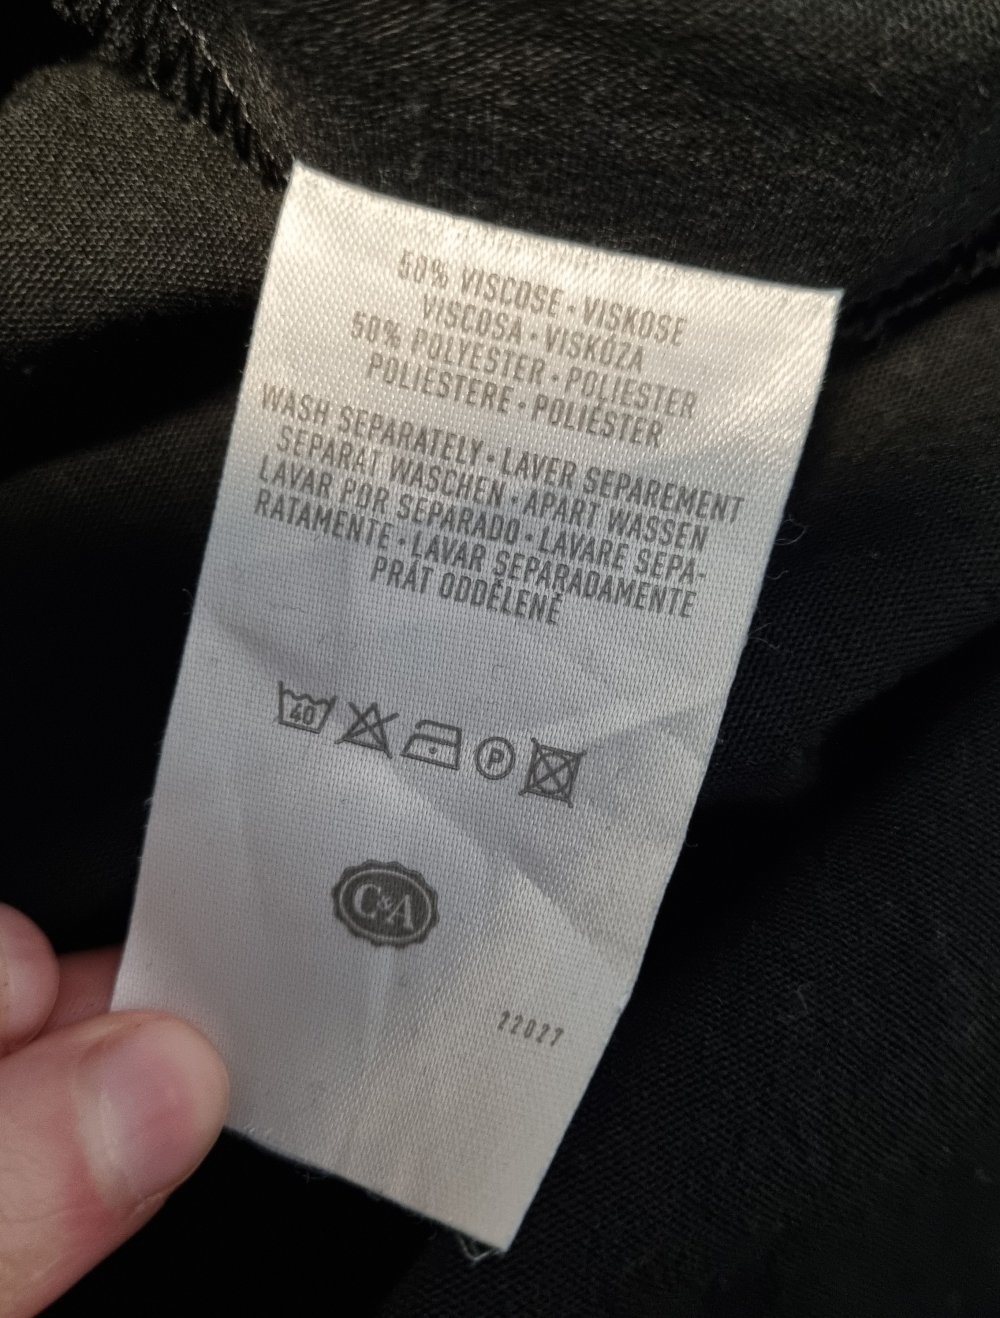 50% VISCOSE · VISKOSE
VISCOSA · VISKÓZA
50% POLYESTER · POLIESTER
POLIESTERE · POLIÉSTER
WASH SEPARATELY · LAVER SEPAREMENT
SEPARAT WASCHEN · APART WASSEN
LAVAR POR SEPARADO · LAVARE SEPA-
RATAMENTE · LAVAR SEPARADAMENTE
PRÁT ODDĚLENĚ
40
P
C&A
22027